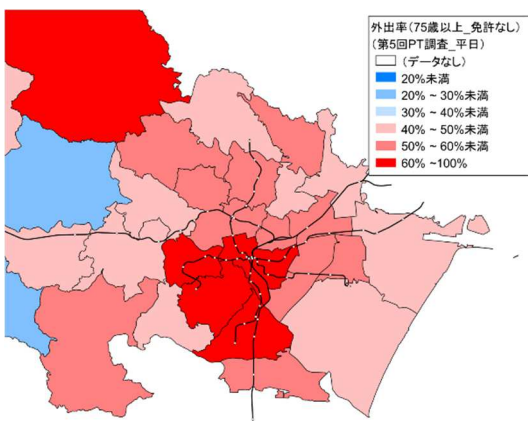 外出率(75歳以上_免許なし)
(第5回PT調査_平日)
(データなし)
20%未満
20% ~ 30%未満
30% ~ 40%未満
40% ~ 50%未満
50% ~ 60%未満
60% ~100%